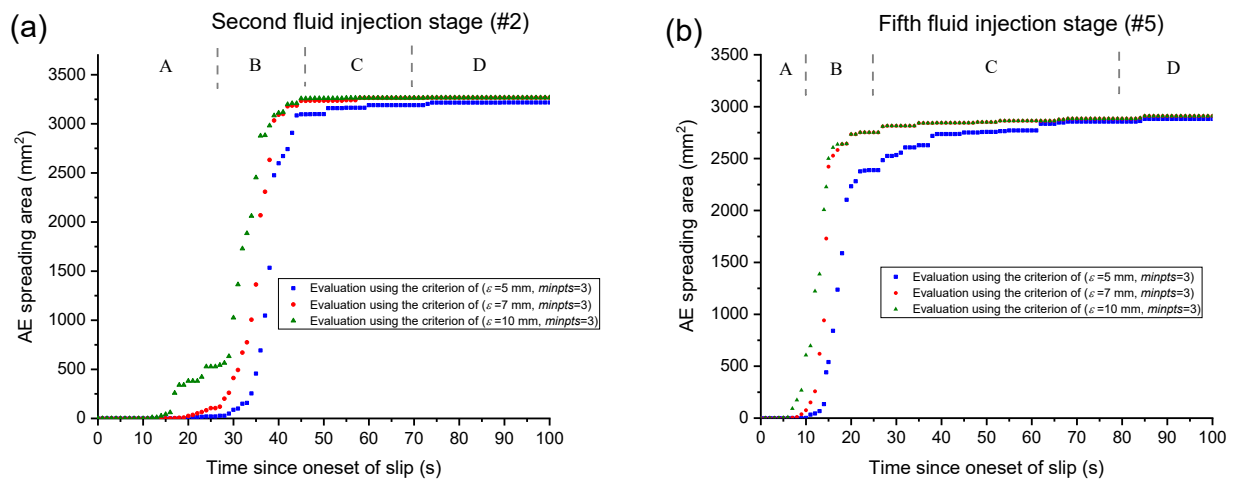 (a)
Second fluid injection stage (#2)
A B C D
3500
3000
2500
2000
1500
1000
500
0
AE spreading area (mm²)
Evaluation using the criterion of (ε=5 mm, minpts=3)
Evaluation using the criterion of (ε=7 mm, minpts=3)
Evaluation using the criterion of (ε=10 mm, minpts=3)
0 10 20 30 40 50 60 70 80 90 100
Time since oneset of slip (s)
(b)
Fifth fluid injection stage (#5)
A B C D
3500
3000
2500
2000
1500
1000
500
0
AE spreading area (mm²)
Evaluation using the criterion of (ε=5 mm, minpts=3)
Evaluation using the criterion of (ε=7 mm, minpts=3)
Evaluation using the criterion of (ε=10 mm, minpts=3)
0 10 20 30 40 50 60 70 80 90 100
Time since oneset of slip (s)